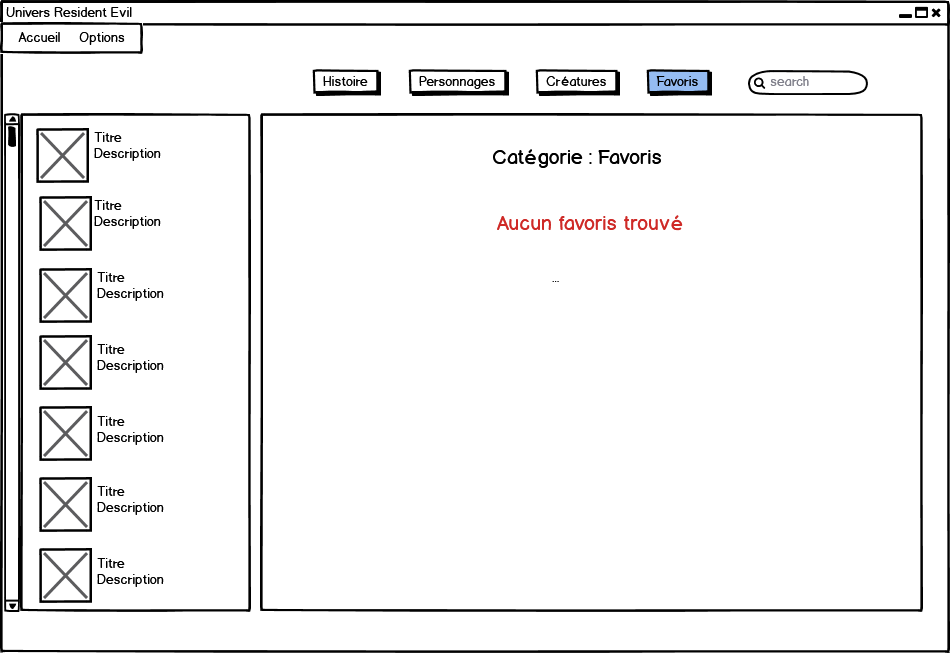 Univers Resident Evil
Accueil Options
Histoire Personnages Créatures Favoris search
Titre
Description
Titre
Description
Titre
Description
Titre
Description
Titre
Description
Titre
Description
Titre
Description
Catégorie : Favoris
Aucun favoris trouvé
...